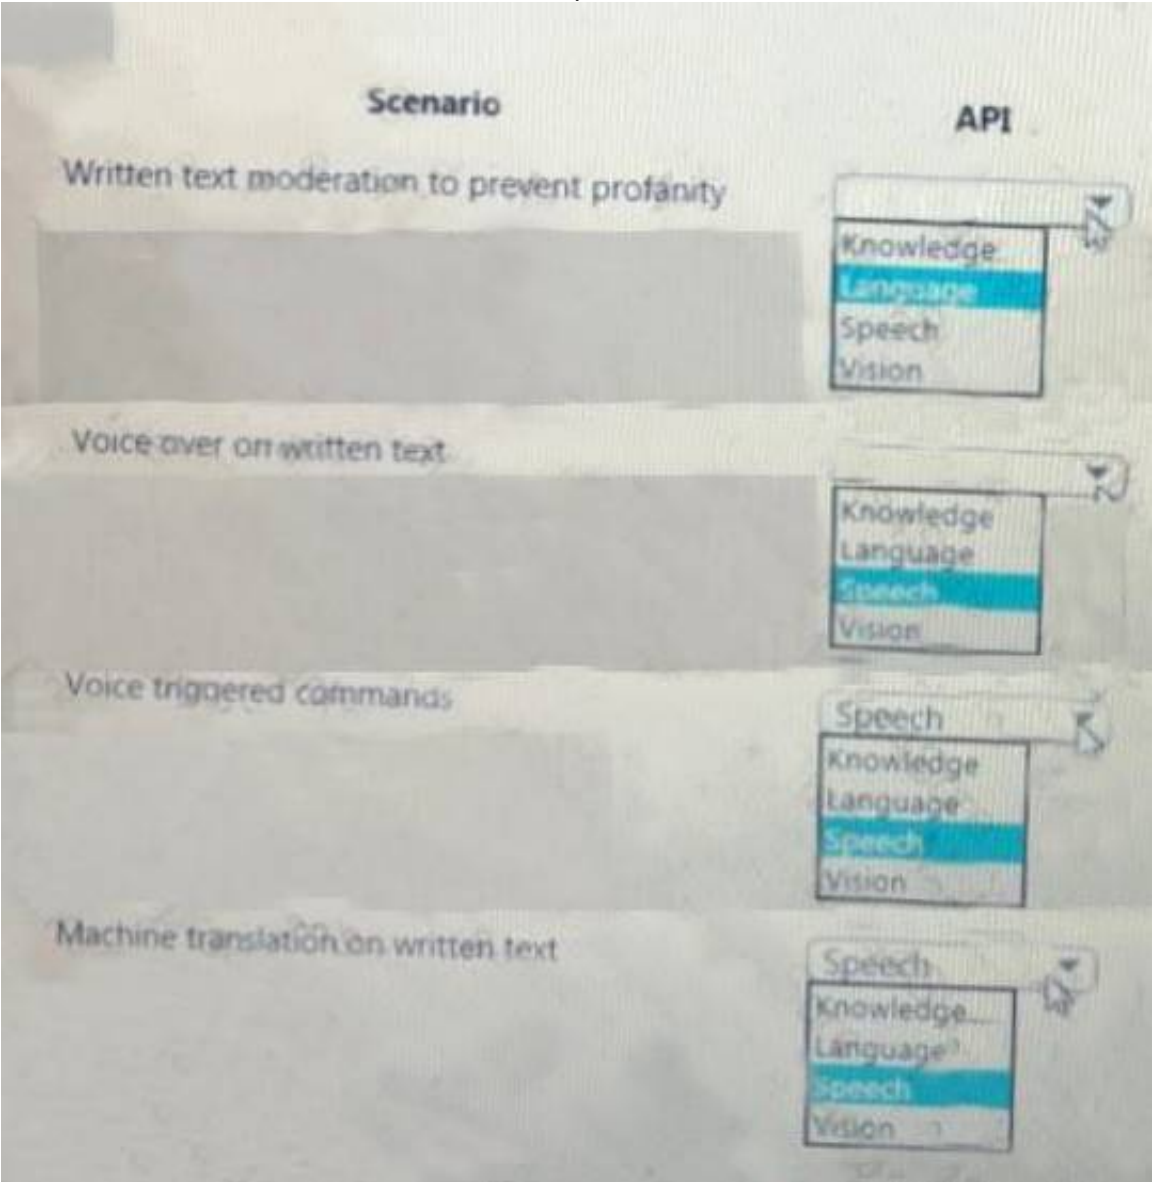 Scenario
API
Written text moderation to prevent profanity
Knowledge
Language
Speech
Vision
Voice over on written text
Knowledge
Language
Speech
Vision
Voice triggered commands
Speech
Knowledge
Language
Speech
Vision
Machine translation on written text
Speech
Knowledge
Language
Speech
Vision